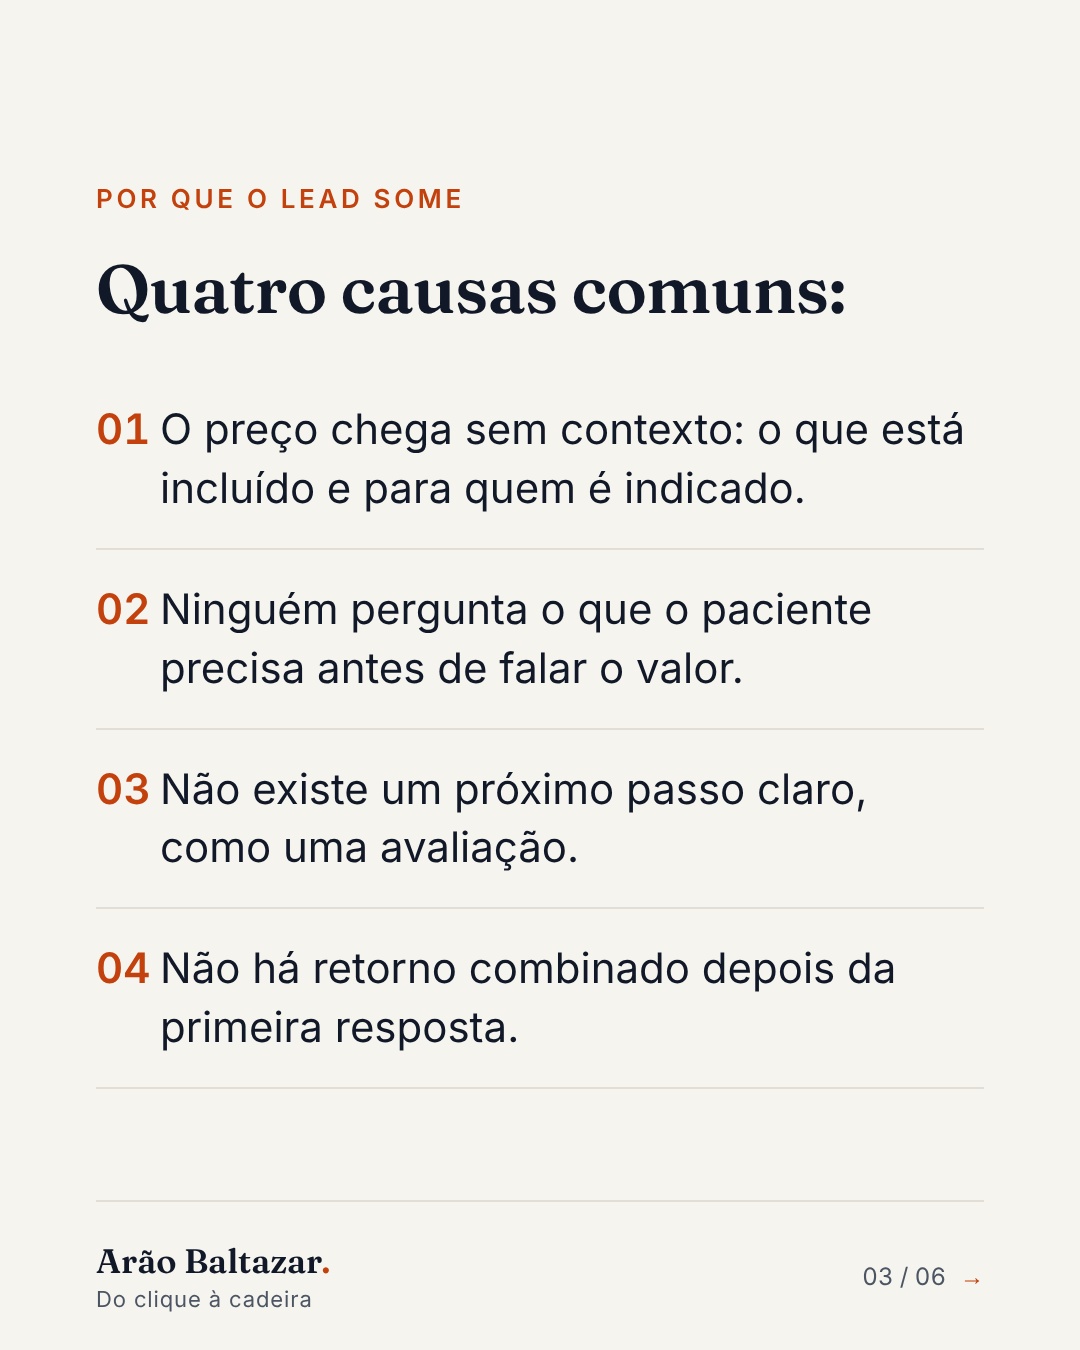 POR QUE O LEAD SOME
Quatro causas comuns:
01 O preço chega sem contexto: o que está
incluído e para quem é indicado.
02 Ninguém pergunta o que o paciente
precisa antes de falar o valor.
03 Não existe um próximo passo claro,
como uma avaliação.
04 Não há retorno combinado depois da
primeira resposta.
Arão Baltazar.
Do clique à cadeira
03 / 06 →